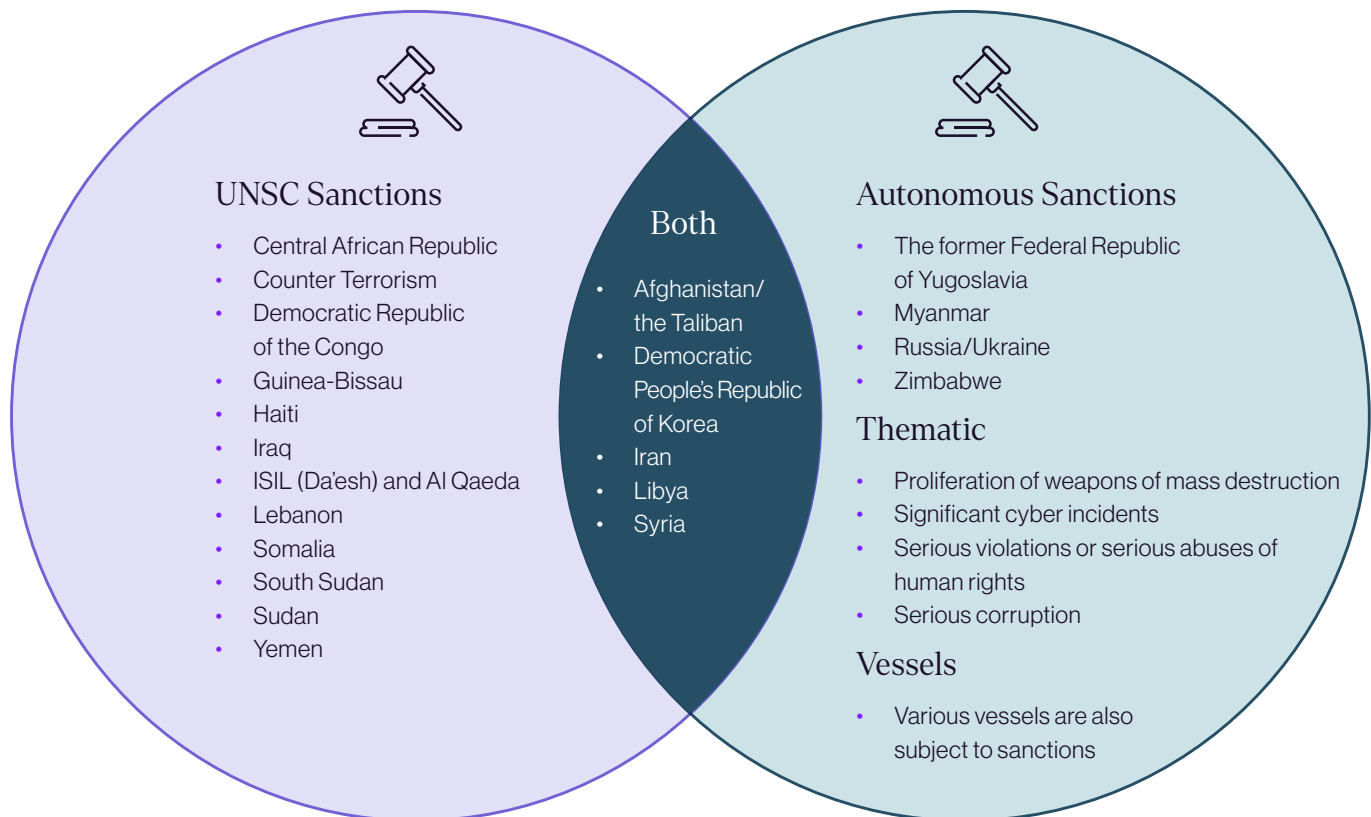 UNSC Sanctions
• Central African Republic
• Counter Terrorism
• Democratic Republic
of the Congo
• Guinea-Bissau
• Haiti
• Iraq
• ISIL (Da’esh) and Al Qaeda
• Lebanon
• Somalia
• South Sudan
• Sudan
• Yemen
Both
• Afghanistan/
the Taliban
• Democratic
People’s Republic
of Korea
• Iran
• Libya
• Syria
Autonomous Sanctions
• The former Federal Republic
of Yugoslavia
• Myanmar
• Russia/Ukraine
• Zimbabwe
Thematic
• Proliferation of weapons of mass destruction
• Significant cyber incidents
• Serious violations or serious abuses of
human rights
• Serious corruption
Vessels
• Various vessels are also
subject to sanctions